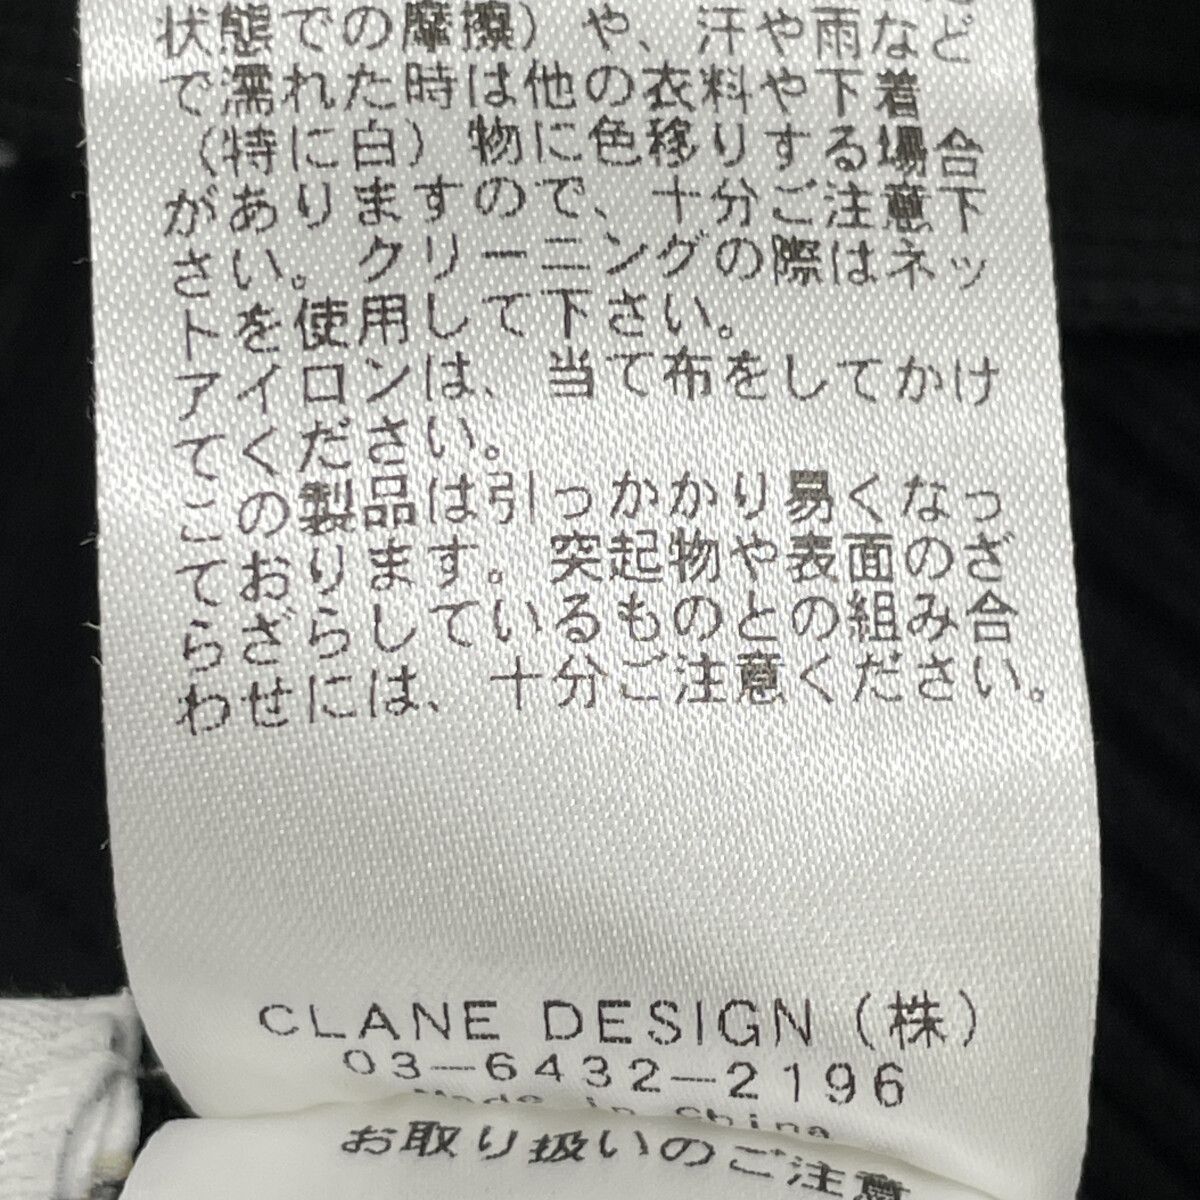 状態での摩擦）や、汗や雨など
で濡れた時は他の衣料や下着
（特に白）物に色移りする場合
がありますので、十分ご注意下
さい。クリーニングの際はネッ
トを使用して下さい。
アイロンは、当て布をしてかけ
てください。
この製品は引っかかり易くなっ
ております。突起物や表面のざ
らざらしているものとの組み合
わせには、十分ご注意ください。
CLANE DESIGN（株）
03-6432-2196
Made in China
お取り扱いのご注意